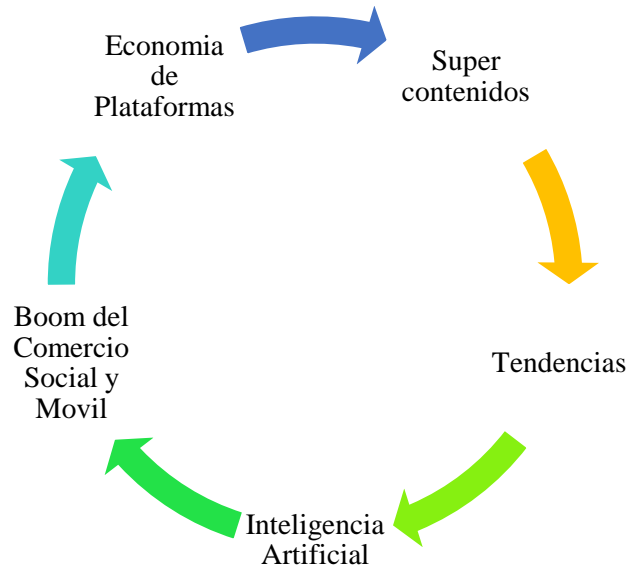 Economia
de
Plataformas
Super
contenidos
Tendencias
Inteligencia
Artificial
Boom del
Comercio
Social y
Movil